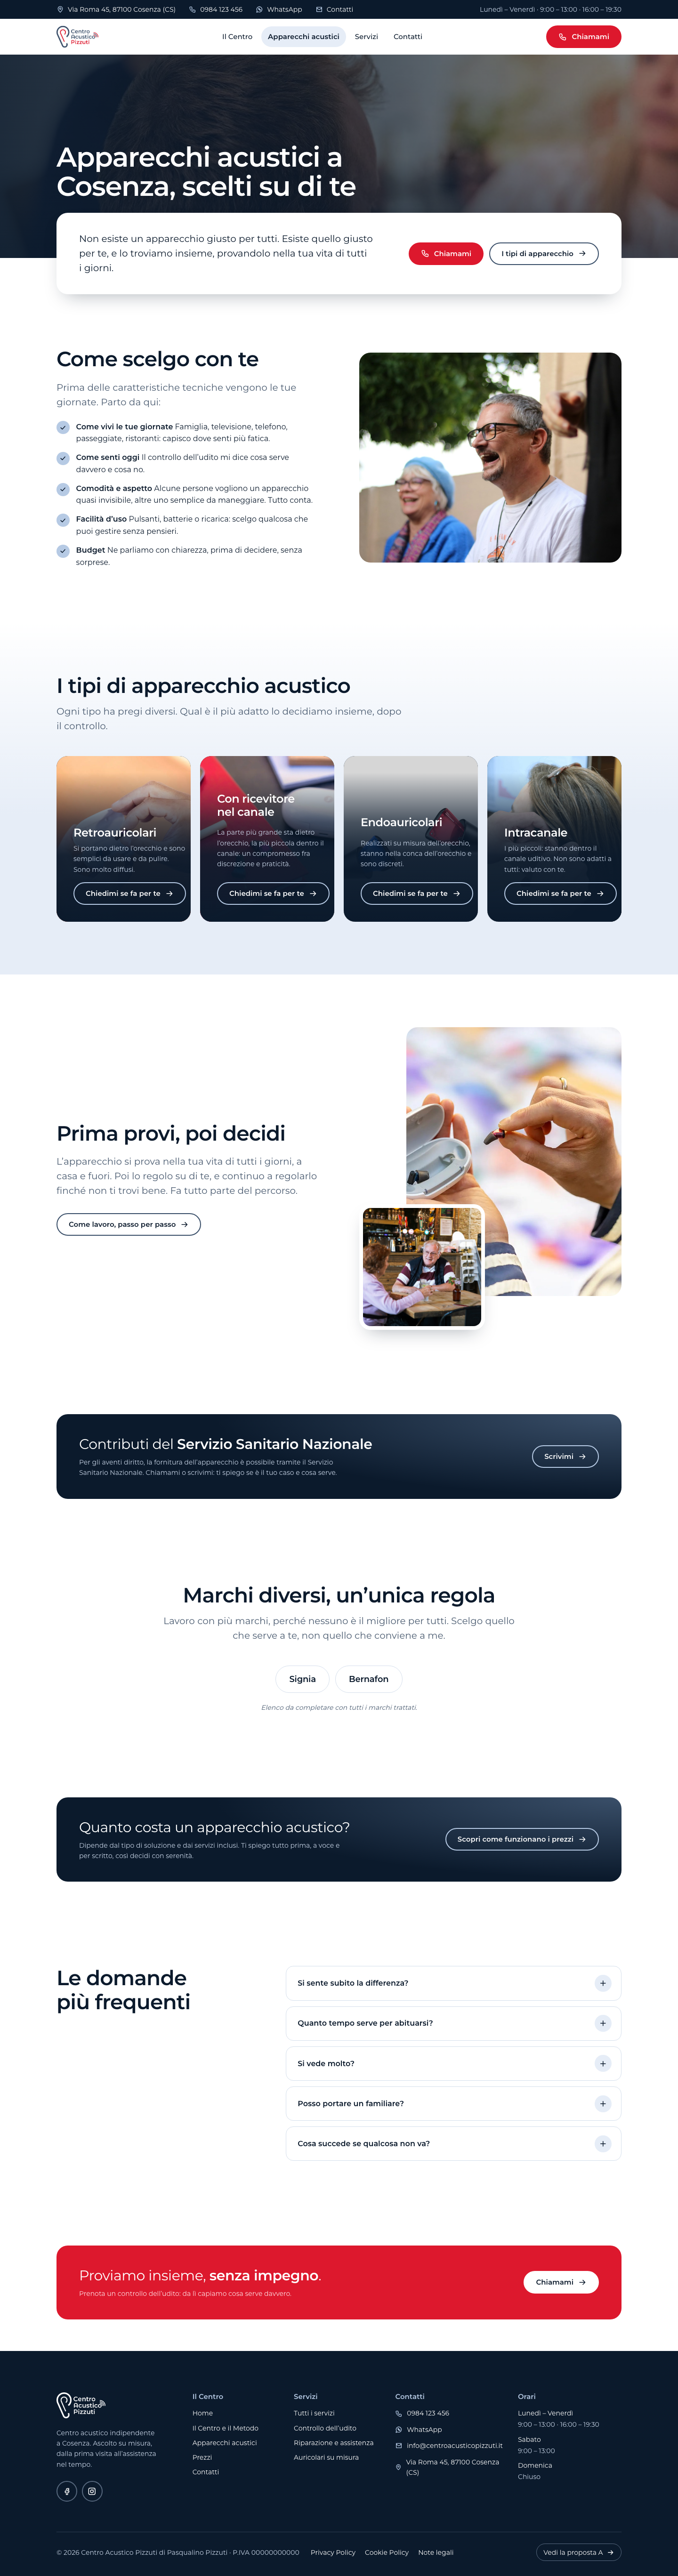 Via Roma 45, 87100 Cosenza (CS) 0984 123 456 WhatsApp Contatti Lunedì – Venerdì · 9:00 – 13:00 · 16:00 – 19:30
Centro
Acustico
Pizzuti
Il Centro Apparecchi acustici Servizi Contatti Chiamami
Apparecchi acustici a
Cosenza, scelti su di te
Non esiste un apparecchio giusto per tutti. Esiste quello giusto
per te, e lo troviamo insieme, provandolo nella tua vita di tutti
i giorni.
Chiamami I tipi di apparecchio
Come scelgo con te
Prima delle caratteristiche tecniche vengono le tue
giornate. Parto da qui:
Come vivi le tue giornate Famiglia, televisione, telefono,
passeggiate, ristoranti: capisco dove senti più fatica.
Come senti oggi Il controllo dell’udito mi dice cosa serve
davvero e cosa no.
Comodità e aspetto Alcune persone vogliono un apparecchio
quasi invisibile, altre uno semplice da maneggiare. Tutto conta.
Facilità d’uso Pulsanti, batterie o ricarica: scelgo qualcosa che
puoi gestire senza pensieri.
Budget Ne parliamo con chiarezza, prima di decidere, senza
sorprese.
I tipi di apparecchio acustico
Ogni tipo ha pregi diversi. Qual è il più adatto lo decidiamo insieme, dopo
il controllo.
Retroauricolari
Si portano dietro l’orecchio e sono
semplici da usare e da pulire.
Sono molto diffusi.
Chiedimi se fa per te
Con ricevitore
nel canale
La parte più grande sta dietro
l’orecchio, la più piccola dentro il
canale: un compromesso fra
discrezione e praticità.
Chiedimi se fa per te
Endoauricolari
Realizzati su misura dell’orecchio,
stanno nella conca dell’orecchio e
sono discreti.
Chiedimi se fa per te
Intracanale
I più piccoli: stanno dentro il
canale uditivo. Non sono adatti a
tutti: valuto con te.
Chiedimi se fa per te
Prima provi, poi decidi
L’apparecchio si prova nella tua vita di tutti i giorni, a
casa e fuori. Poi lo regolo su di te, e continuo a regolarlo
finché non ti trovi bene. Fa tutto parte del percorso.
Come lavoro, passo per passo
Contributi del Servizio Sanitario Nazionale
Per gli aventi diritto, la fornitura dell’apparecchio è possibile tramite il Servizio
Sanitario Nazionale. Chiamami o scrivimi: ti spiego se è il tuo caso e cosa serve.
Scrivimi
Marchi diversi, un’unica regola
Lavoro con più marchi, perché nessuno è il migliore per tutti. Scelgo quello
che serve a te, non quello che conviene a me.
Signia Bernafon
Elenco da completare con tutti i marchi trattati.
Quanto costa un apparecchio acustico?
Dipende dal tipo di soluzione e dai servizi inclusi. Ti spiego tutto prima, a voce e
per scritto, così decidi con serenità.
Scopri come funzionano i prezzi
Le domande
più frequenti
Si sente subito la differenza?
Quanto tempo serve per abituarsi?
Si vede molto?
Posso portare un familiare?
Cosa succede se qualcosa non va?
Proviamo insieme, senza impegno.
Prenota un controllo dell’udito: da lì capiamo cosa serve davvero.
Chiamami
Centro
Acustico
Pizzuti
Centro acustico indipendente
a Cosenza. Ascolto su misura,
dalla prima visita all’assistenza
nel tempo.
Il Centro
Home
Il Centro e il Metodo
Apparecchi acustici
Prezzi
Contatti
Servizi
Tutti i servizi
Controllo dell’udito
Riparazione e assistenza
Auricolari su misura
Contatti
0984 123 456
WhatsApp
info@centroacusticopizzuti.it
Via Roma 45, 87100 Cosenza
(CS)
Orari
Lunedì – Venerdì
9:00 – 13:00 · 16:00 – 19:30
Sabato
9:00 – 13:00
Domenica
Chiuso
© 2026 Centro Acustico Pizzuti di Pasqualino Pizzuti · P.IVA 00000000000 Privacy Policy Cookie Policy Note legali Vedi la proposta A